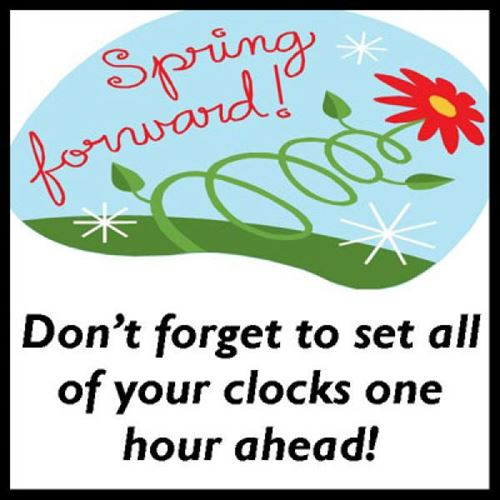 Spring
forward!
Don't forget to set all
of your clocks one
hour ahead!